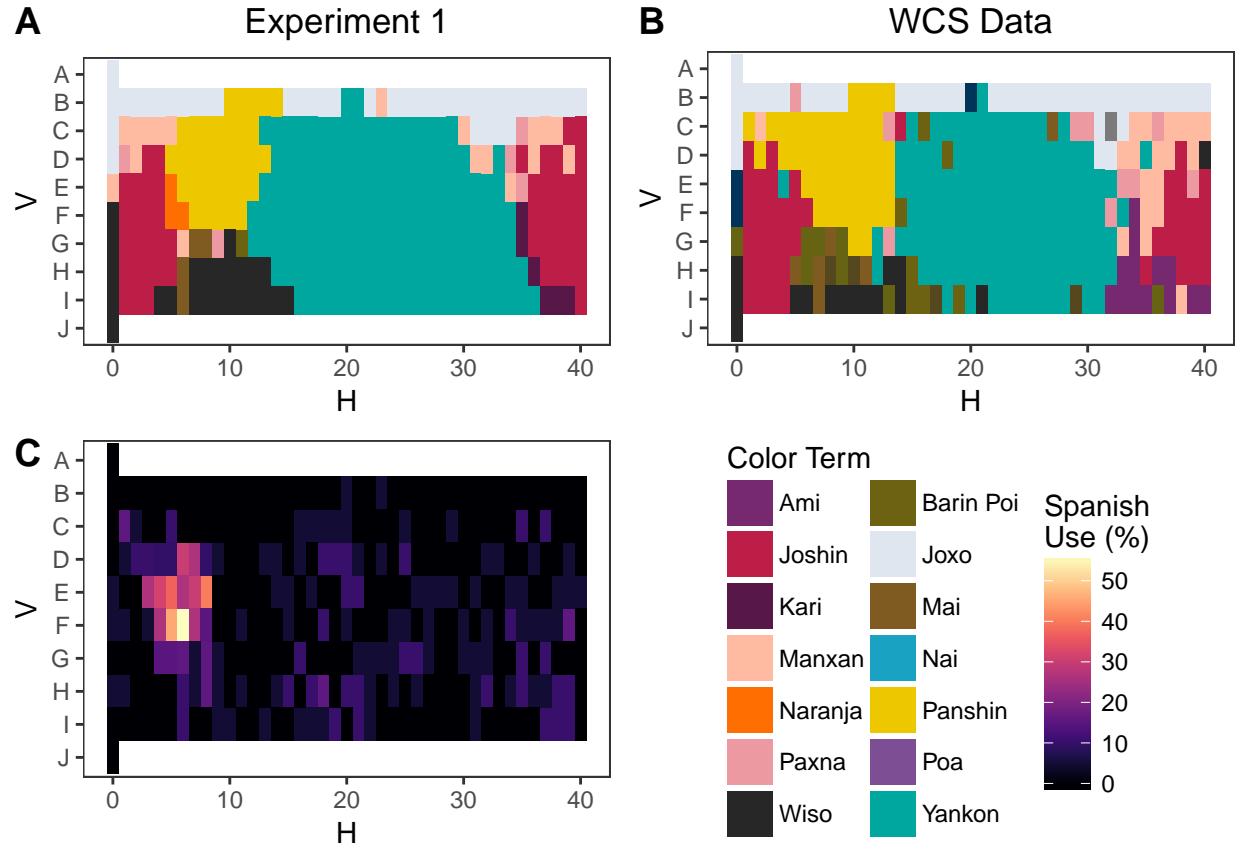 A Experiment 1
A
B
C
D
E
F
G
H
I
J
V
0 10 20 30 40
H
B WCS Data
A
B
C
D
E
F
G
H
I
J
V
0 10 20 30 40
H
C
A
B
C
D
E
F
G
H
I
J
V
0 10 20 30 40
H
Color Term
Ami Barin Poi
Joshin Joxo
Kari Mai
Manxan Nai
Naranja Panshin
Paxna Poa
Wiso Yankon
Spanish
Use (%)
50
40
30
20
10
0